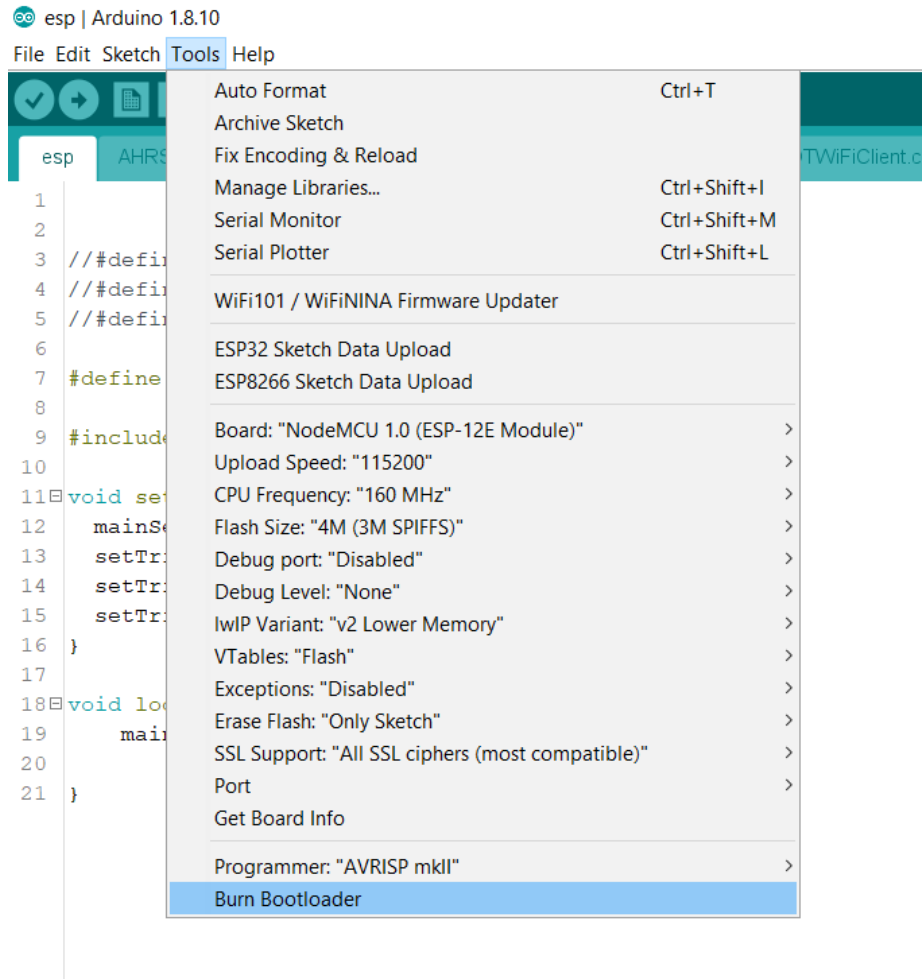 esp | Arduino 1.8.10
File Edit Sketch Tools Help
Auto Format Ctrl+T
Archive Sketch
Fix Encoding & Reload
Manage Libraries... Ctrl+Shift+I
Serial Monitor Ctrl+Shift+M
Serial Plotter Ctrl+Shift+L
WiFi101 / WiFiNINA Firmware Updater
ESP32 Sketch Data Upload
ESP8266 Sketch Data Upload
Board: "NodeMCU 1.0 (ESP-12E Module)"
Upload Speed: "115200"
CPU Frequency: "160 MHz"
Flash Size: "4M (3M SPIFFS)"
Debug port: "Disabled"
Debug Level: "None"
IwIP Variant: "v2 Lower Memory"
VTables: "Flash"
Exceptions: "Disabled"
Erase Flash: "Only Sketch"
SSL Support: "All SSL ciphers (most compatible)"
Port
Get Board Info
Programmer: "AVRISP mkII"
Burn Bootloader
esp AHRS TWiFiClient.c
1
2
3 //#defi
4 //#defi
5 //#defi
6
7 #define
8
9 #include
10
11 void se
12 mainSe
13 setTri
14 setTri
15 setTri
16 }
17
18 void loo
19 mai
20
21 }